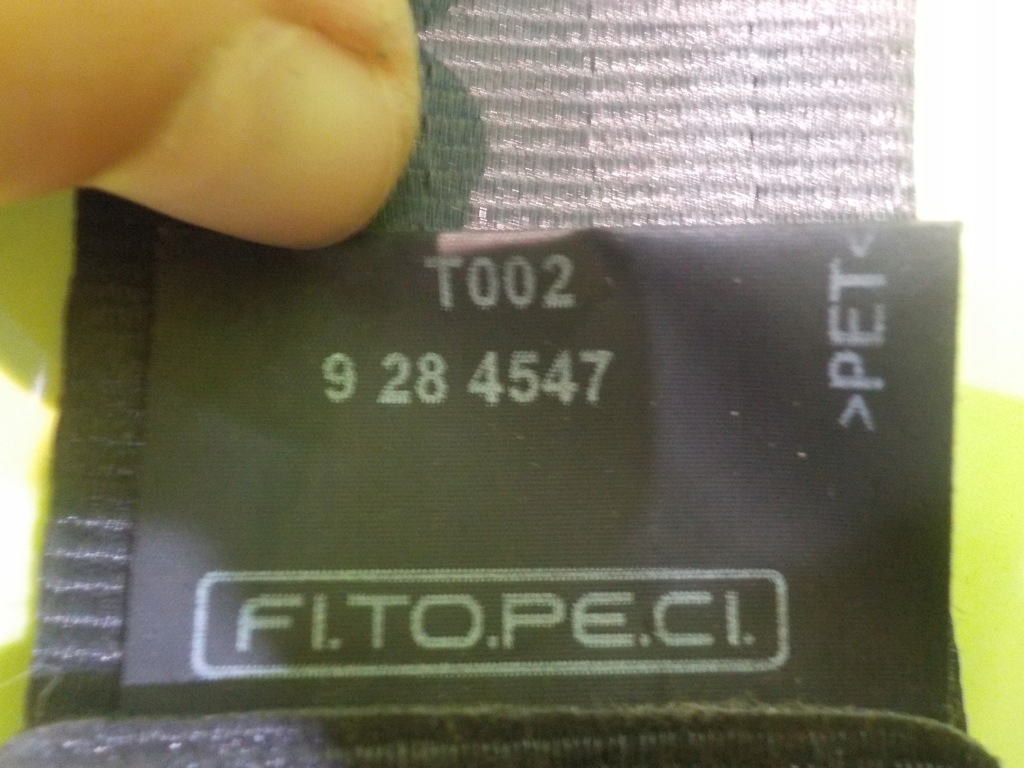 T002
9 28 4547
>PET<
FI.TO.PE.CI.